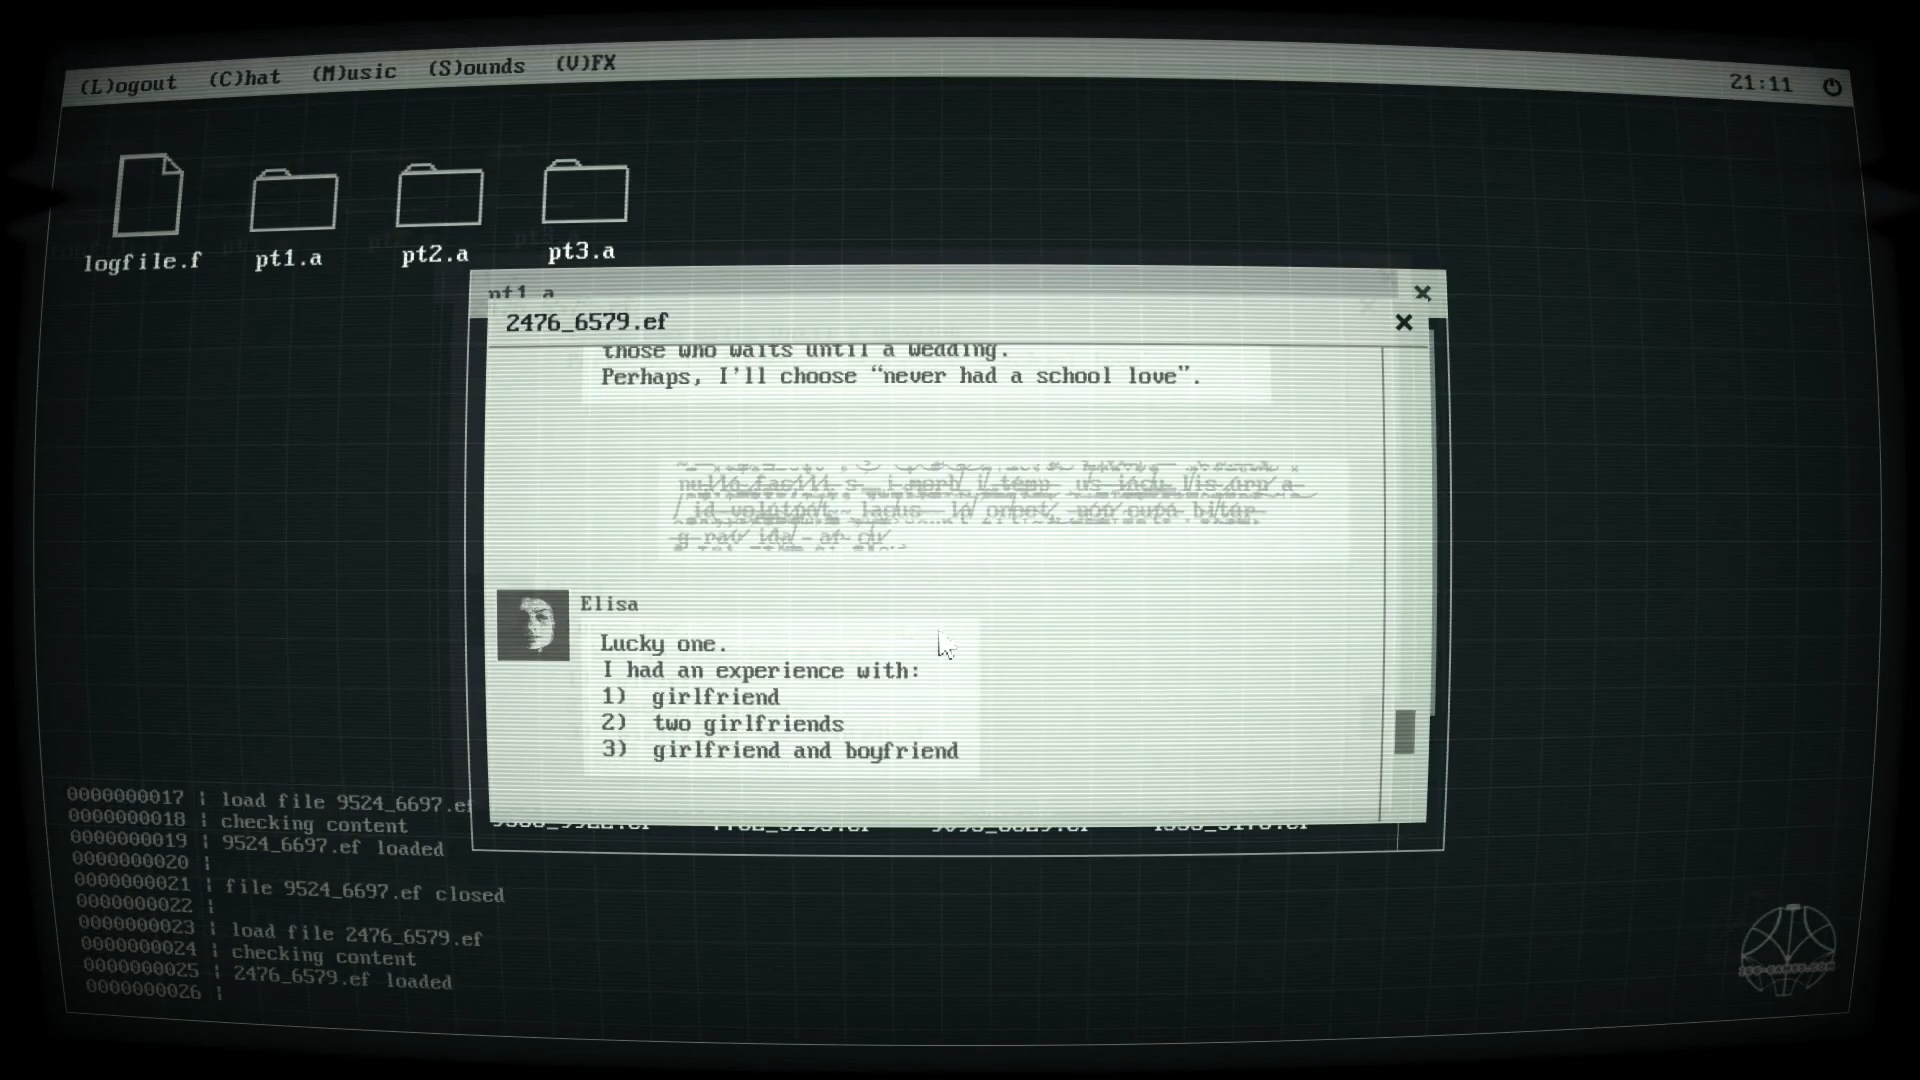 (L)ogout (C)hat (M)usic (S)ounds (V)FX 21:11
logfile.f pt1.a pt2.a pt3.a
pt1.a
2476_6579.ef
those who waits until a wedding.
Perhaps, I'll choose “never had a school love”.
Elisa
Lucky one.
I had an experience with:
1) girlfriend
2) two girlfriends
3) girlfriend and boyfriend
0000000017 ¦ load file 9524_6697.ef
0000000018 ¦ checking content
0000000019 ¦ 9524_6697.ef loaded
0000000020 ¦
0000000021 ¦ file 9524_6697.ef closed
0000000022 ¦
0000000023 ¦ load file 2476_6579.ef
0000000024 ¦ checking content
0000000025 ¦ 2476_6579.ef loaded
0000000026 ¦